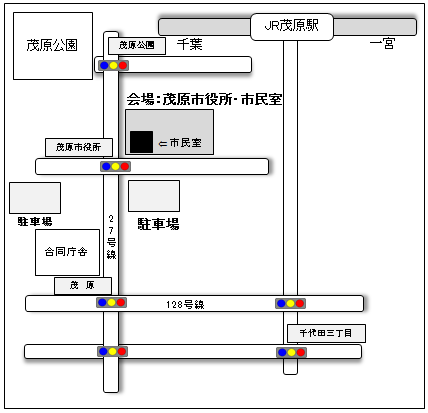 JR茂原駅
茂原公園
茂原公園
千葉
一宮
会場：茂原市役所・市民室
⇐市民室
茂原市役所
駐車場
駐車場
27号線
合同庁舎
茂 原
128号線
千代田三丁目